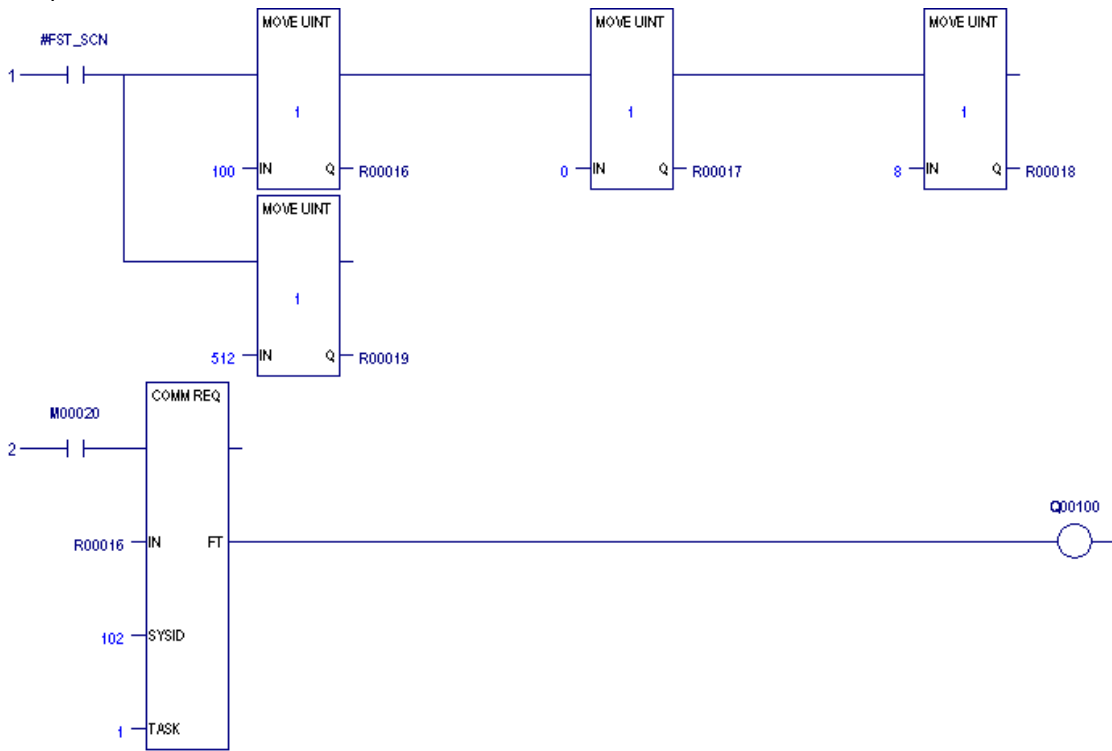 MOVE UINT MOVE UINT MOVE UINT
#FST_SCN
1
1 1 1
100 IN Q R00016 0 IN Q R00017 8 IN Q R00018
MOVE UINT
1
512 IN Q R00019
COMM REQ
M00020
2
Q00100
R00016 IN FT
102 SYSID
1 TASK